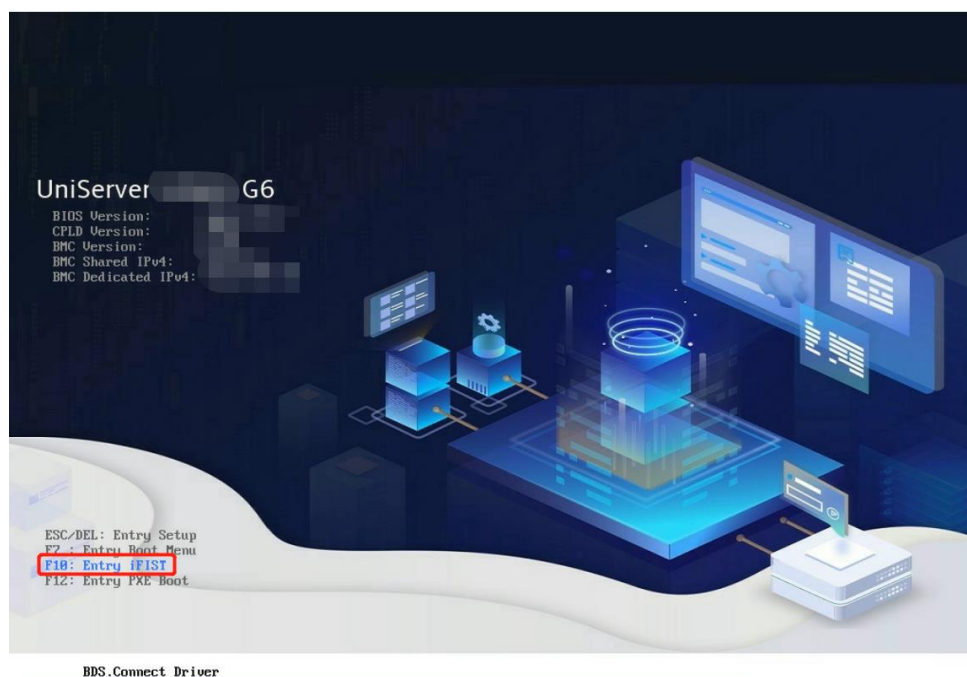 UniServer G6
BIOS Version:
CPLD Version:
BMC Version:
BMC Shared IPv4:
BMC Dedicated IPv4:
ESC/DEL: Entry Setup
F7 : Entry Boot Menu
F10: Entry iFIST
F12: Entry PXE Boot
BDS.Connect Driver